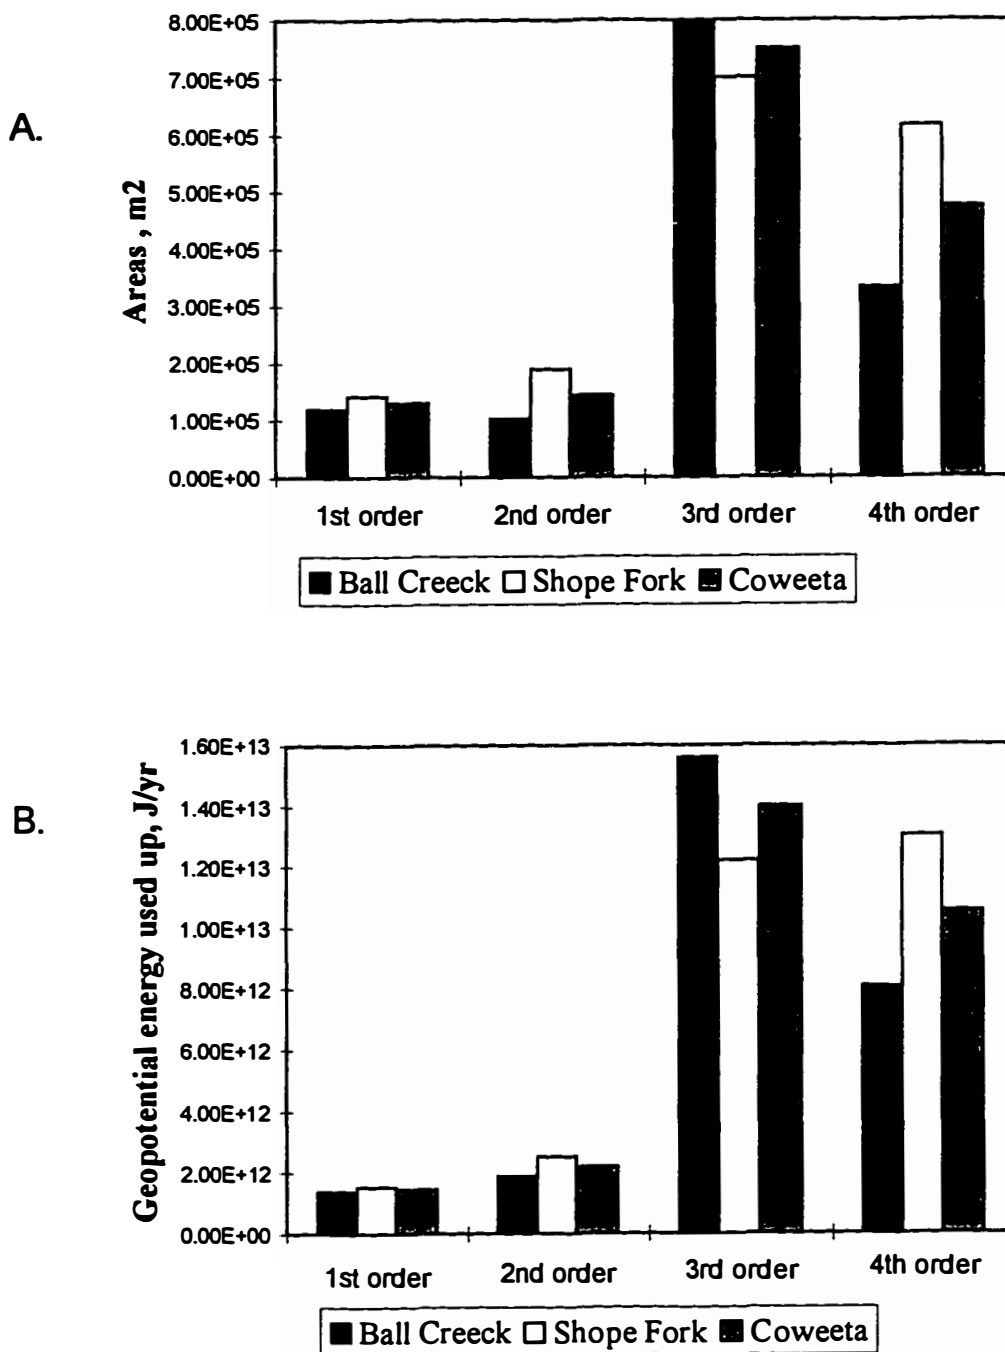 A.
Areas , m2
8.00E+05
7.00E+05
6.00E+05
5.00E+05
4.00E+05
3.00E+05
2.00E+05
1.00E+05
0.00E+00
1st order 2nd order 3rd order 4th order
Ball Creeck Shope Fork Coweeta
B.
Geopotential energy used up, J/yr
1.60E+13
1.40E+13
1.20E+13
1.00E+13
8.00E+12
6.00E+12
4.00E+12
2.00E+12
0.00E+00
1st order 2nd order 3rd order 4th order
Ball Creeck Shope Fork Coweeta